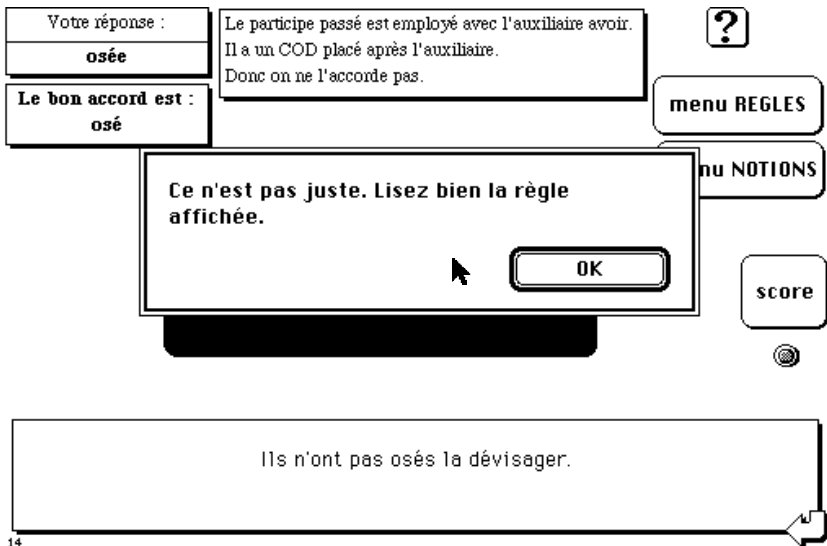 Votre réponse :
osée
Le bon accord est :
osé
Le participe passé est employé avec l'auxiliaire avoir.
Il a un COD placé après l'auxiliaire.
Donc on ne l'accorde pas.
?
menu REGLES
nu NOTIONS
Ce n'est pas juste. Lisez bien la règle
affichée.
OK
score
Ils n'ont pas osés la dévisager.
14